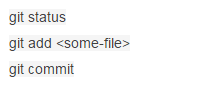 git status
git add <some-file>
git commit